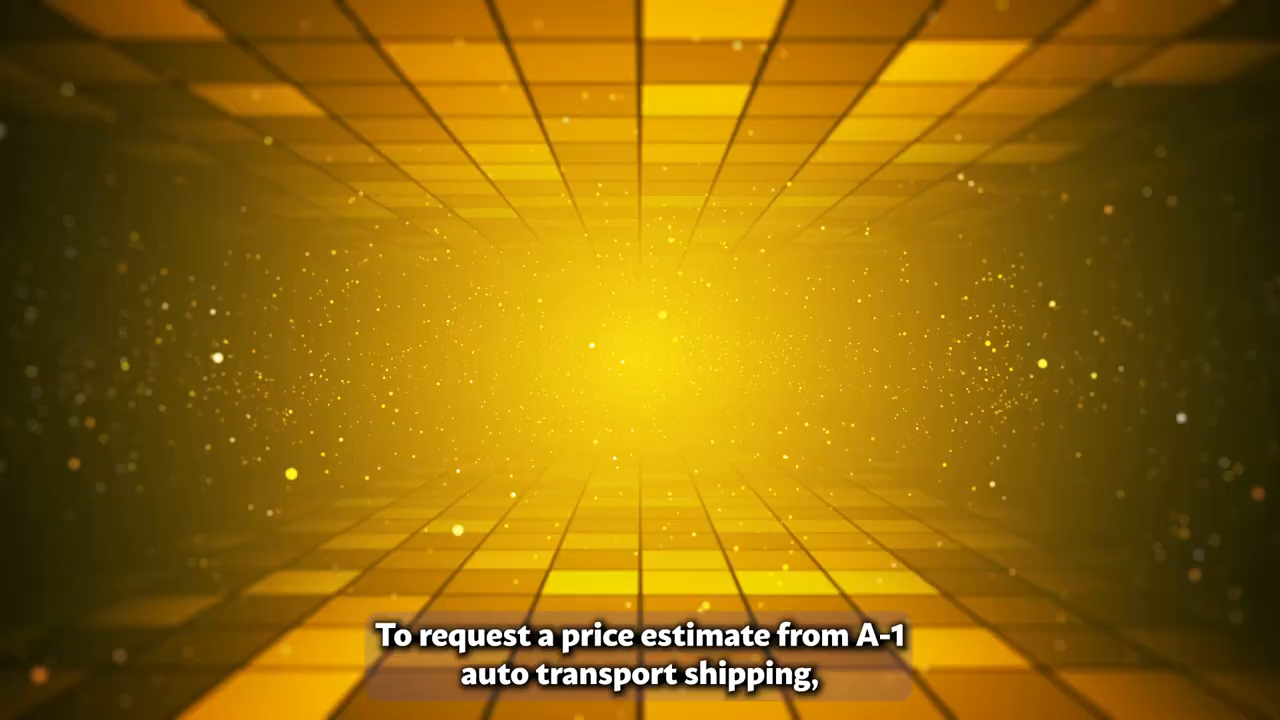 To request a price estimate from A-1
auto transport shipping,